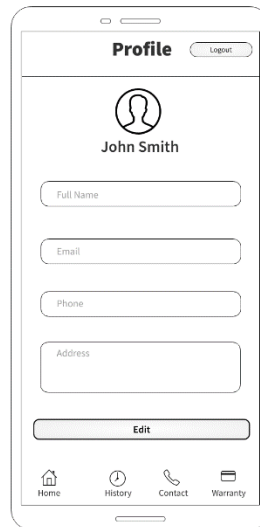 Profile Logout
John Smith
Full Name
Email
Phone
Address
Edit
Home History Contact Warranty